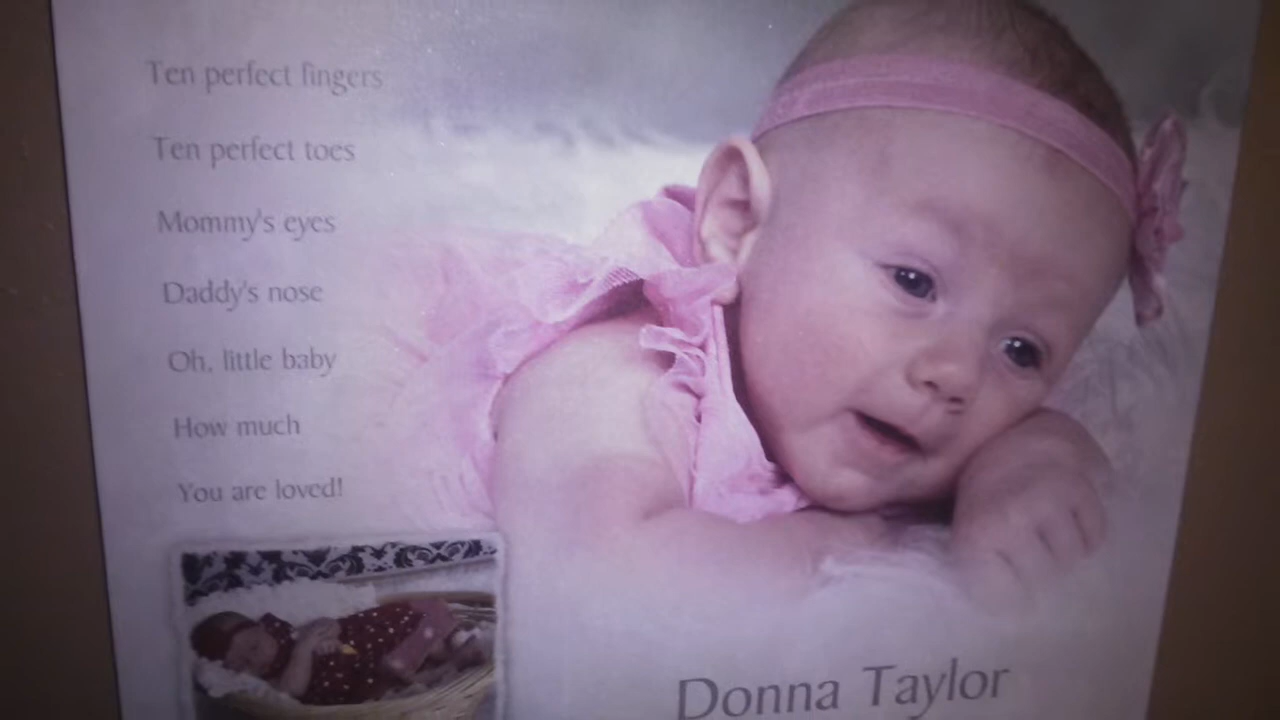 Ten perfect fingers
Ten perfect toes
Mommy's eyes
Daddy's nose
Oh, little baby
How much
You are loved!
Donna Taylor